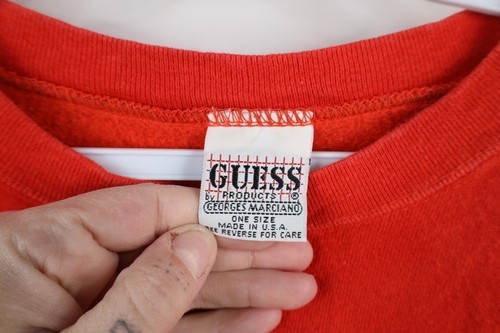 GUESS
by PRODUCTS ®
GEORGES MARCIANO
ONE SIZE
MADE IN U.S.A.
SEE REVERSE FOR CARE